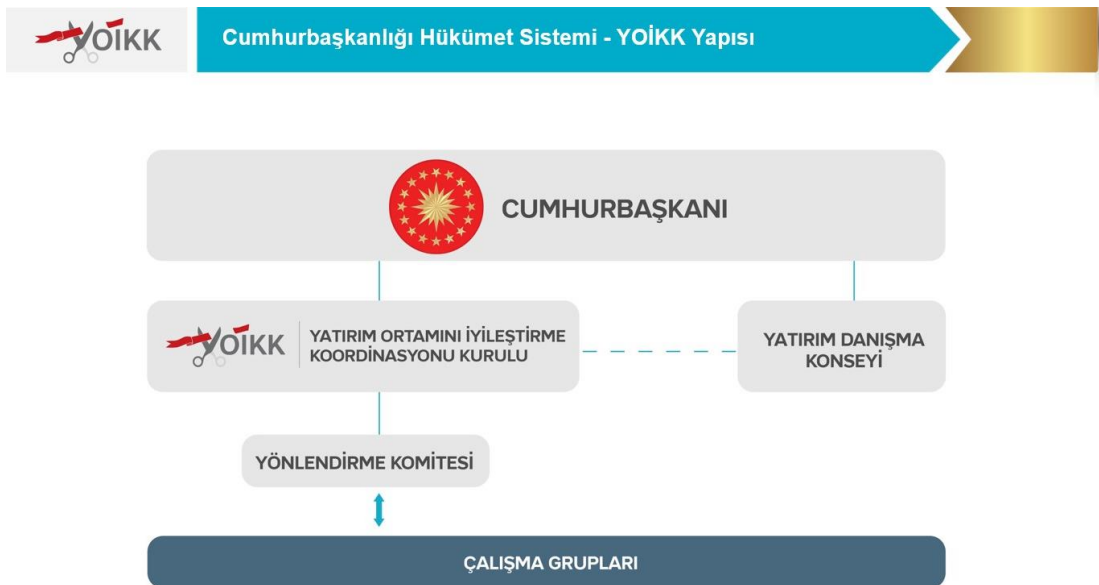 YOİKK
Cumhurbaşkanlığı Hükümet Sistemi - YOİKK Yapısı
CUMHURBAŞKANI
YOİKK
YATIRIM ORTAMINI İYİLEŞTİRME
KOORDİNASYONU KURULU
YATIRIM DANIŞMA
KONSEYİ
YÖNLENDİRME KOMİTESİ
ÇALIŞMA GRUPLARI